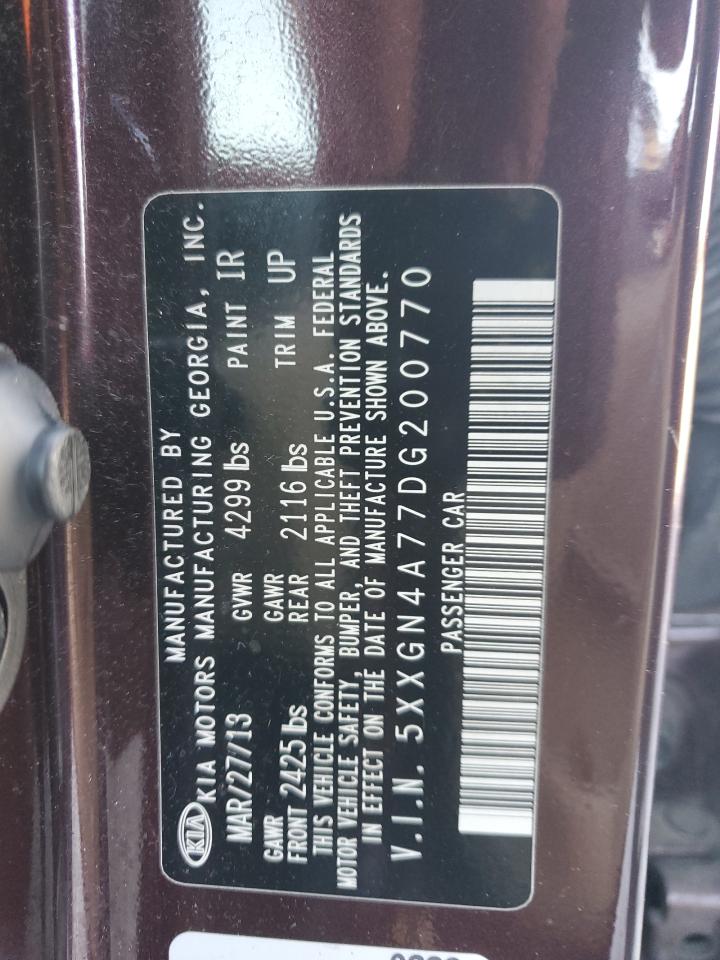 MANUFACTURED BY
KIA KIA MOTORS MANUFACTURING GEORGIA, INC.
MAR/27/13 GVWR 4299 lbs PAINT IR
GAWR GAWR TRIM UP
FRONT 2425 lbs REAR 2116 lbs
THIS VEHICLE CONFORMS TO ALL APPLICABLE U.S.A. FEDERAL
MOTOR VEHICLE SAFETY, BUMPER, AND THEFT PREVENTION STANDARDS
IN EFFECT ON THE DATE OF MANUFACTURE SHOWN ABOVE.
V.I.N. 5XXGN4A77DG200770
PASSENGER CAR